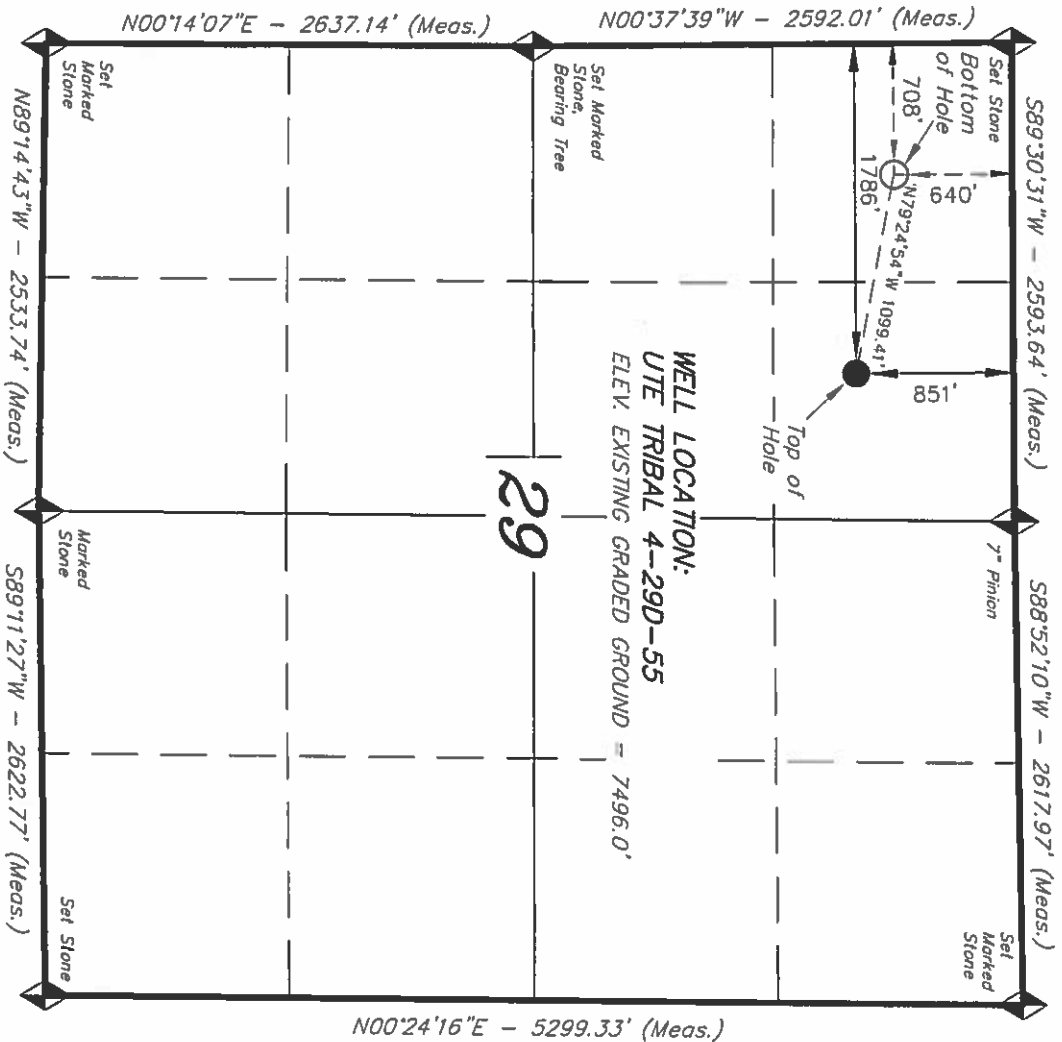 S89°30'31"W - 2593.64' (Meas.)
S88°52'10"W - 2617.97' (Meas.)
N00°37'39"W - 2592.01' (Meas.)
N00°14'07"E - 2637.14' (Meas.)
N00°24'16"E - 5299.33' (Meas.)
N89°14'43"W - 2533.74' (Meas.)
S89°11'27"W - 2622.77' (Meas.)
Set Stone
Bottom
of Hole
708'
640'
1786'
N79°24'54"W 1099.41'
851'
Top of
Hole
7" Pinion
Set
Marked
Stone
WELL LOCATION:
UTE TRIBAL 4-29D-55
ELEV. EXISTING GRADED GROUND = 7496.0'
Set Marked
Stone,
Bearing Tree
29
Set
Marked
Stone
Marked
Stone
Set Stone